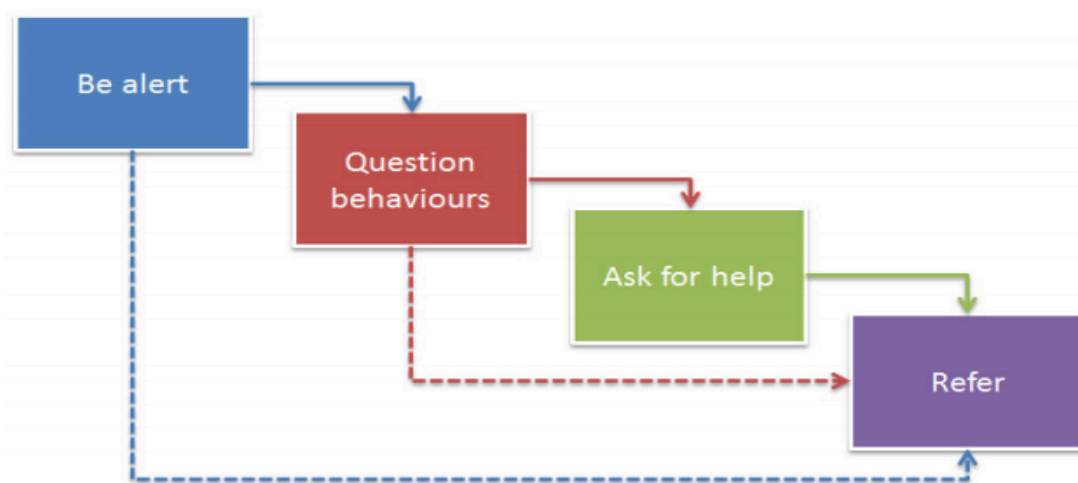 Be alert
Question
behaviours
Ask for help
Refer